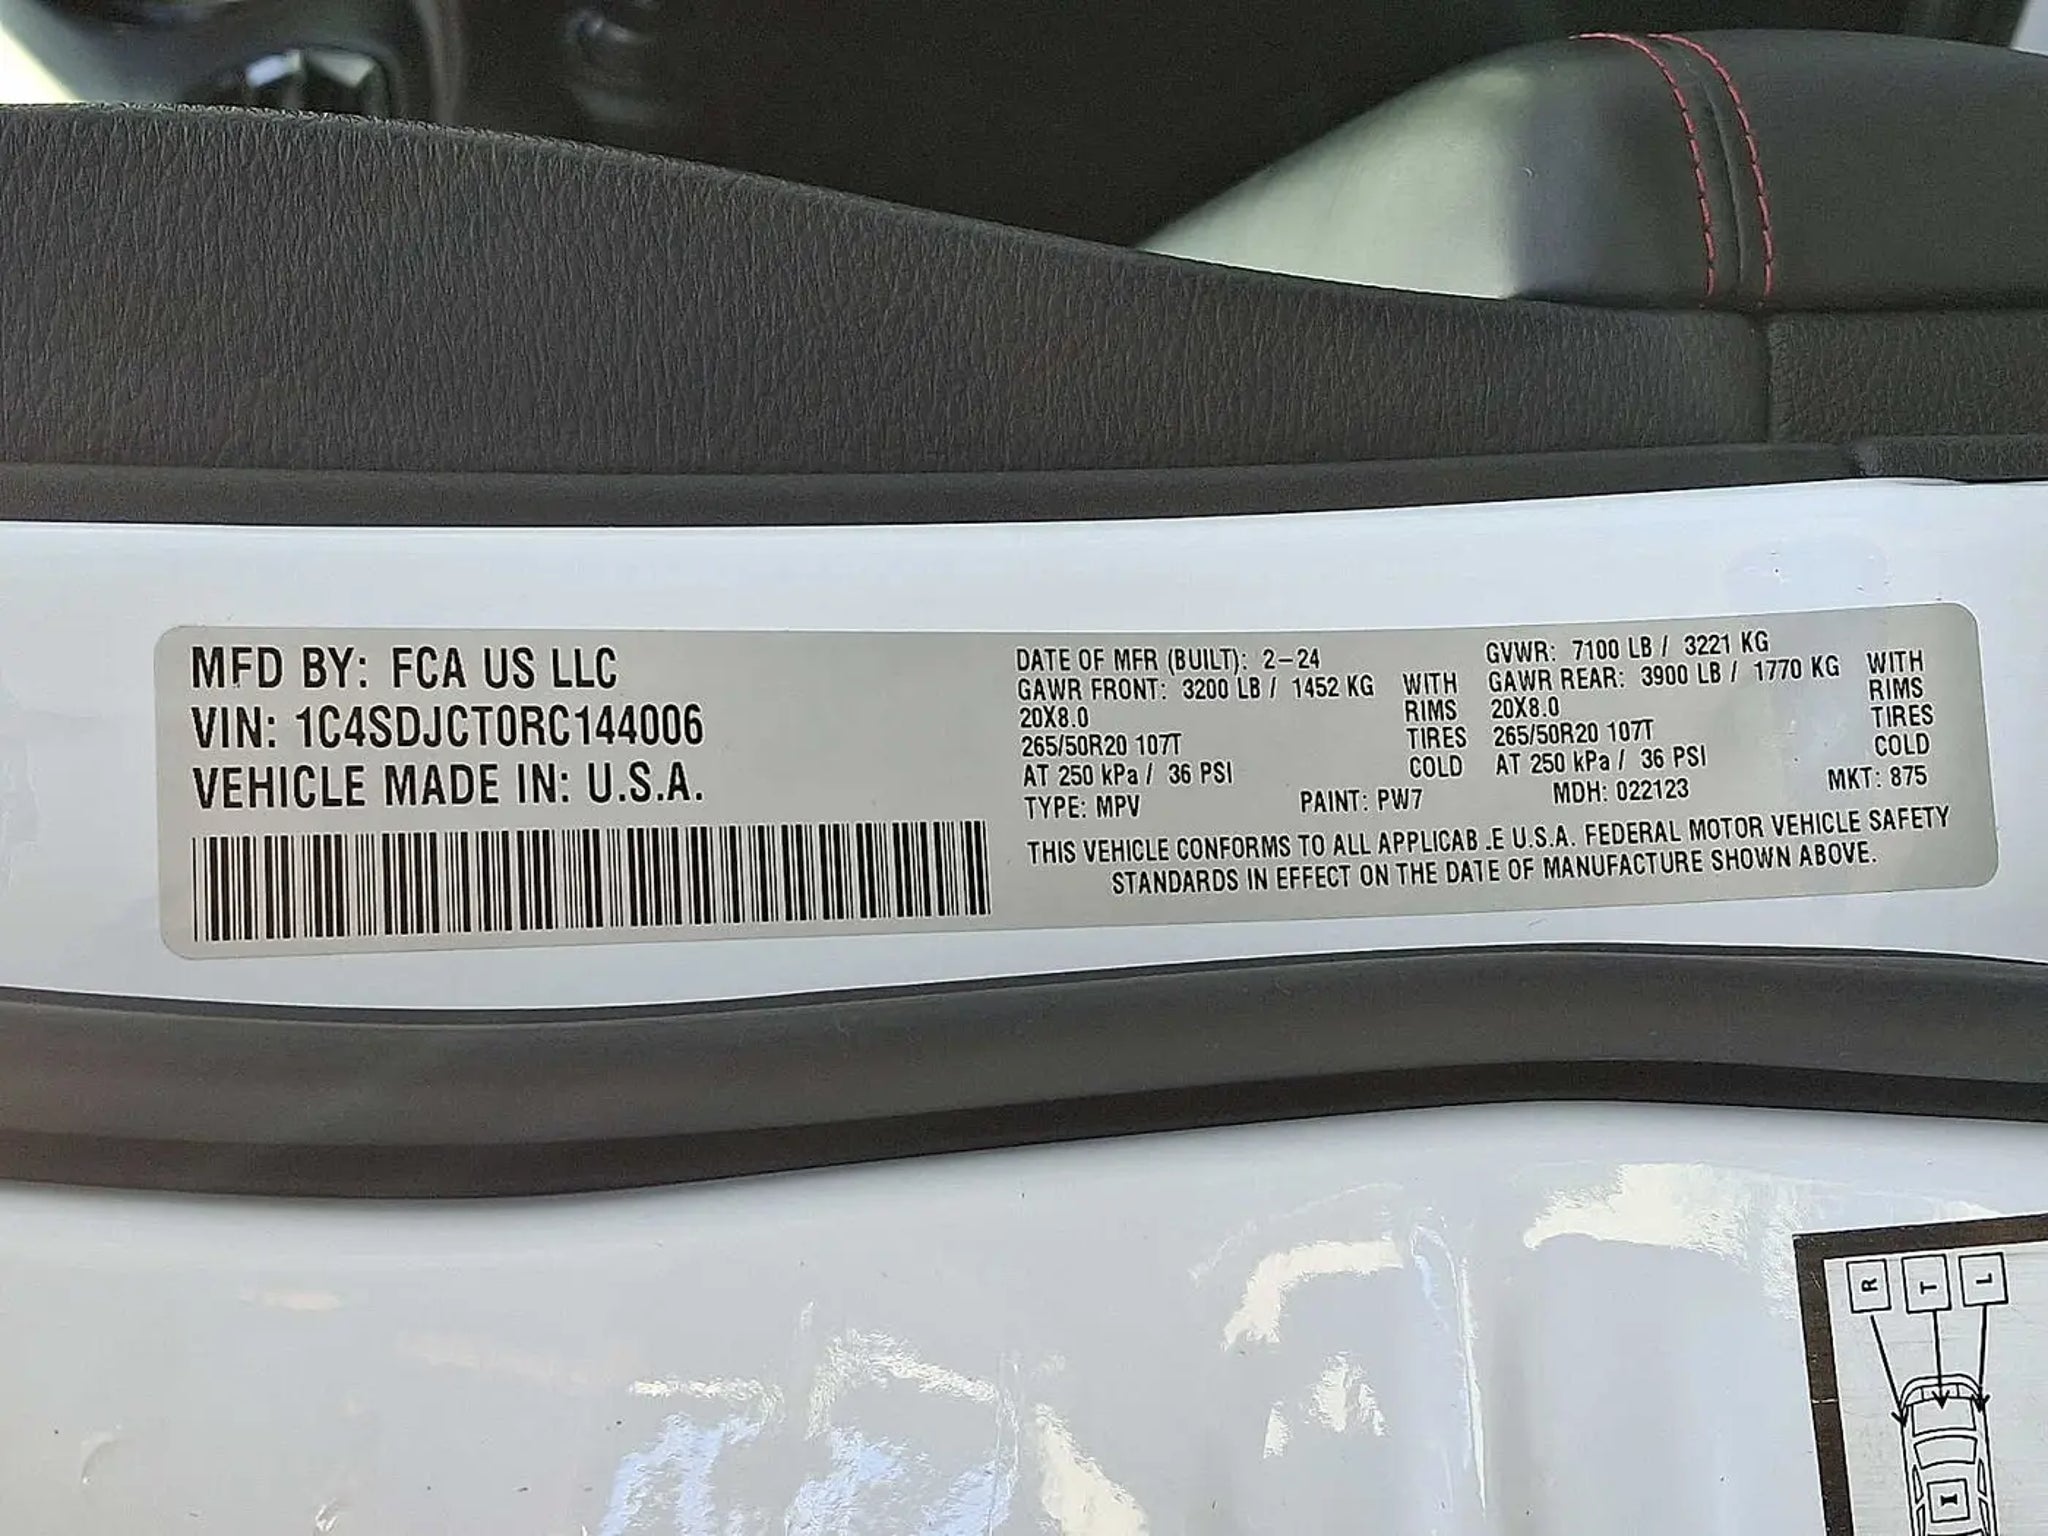 MFD BY: FCA US LLC
VIN: 1C4SDJCT0RC144006
VEHICLE MADE IN: U.S.A.
DATE OF MFR (BUILT): 2-24
GAWR FRONT: 3200 LB / 1452 KG WITH
20X8.0 RIMS
265/50R20 107T TIRES
AT 250 kPa / 36 PSI COLD
GVWR: 7100 LB / 3221 KG
GAWR REAR: 3900 LB / 1770 KG WITH
20X8.0 RIMS
265/50R20 107T TIRES
AT 250 kPa / 36 PSI COLD
TYPE: MPV PAINT: PW7 MDH: 022123 MKT: 875
THIS VEHICLE CONFORMS TO ALL APPLICAB.E U.S.A. FEDERAL MOTOR VEHICLE SAFETY
STANDARDS IN EFFECT ON THE DATE OF MANUFACTURE SHOWN ABOVE.
R T L
I